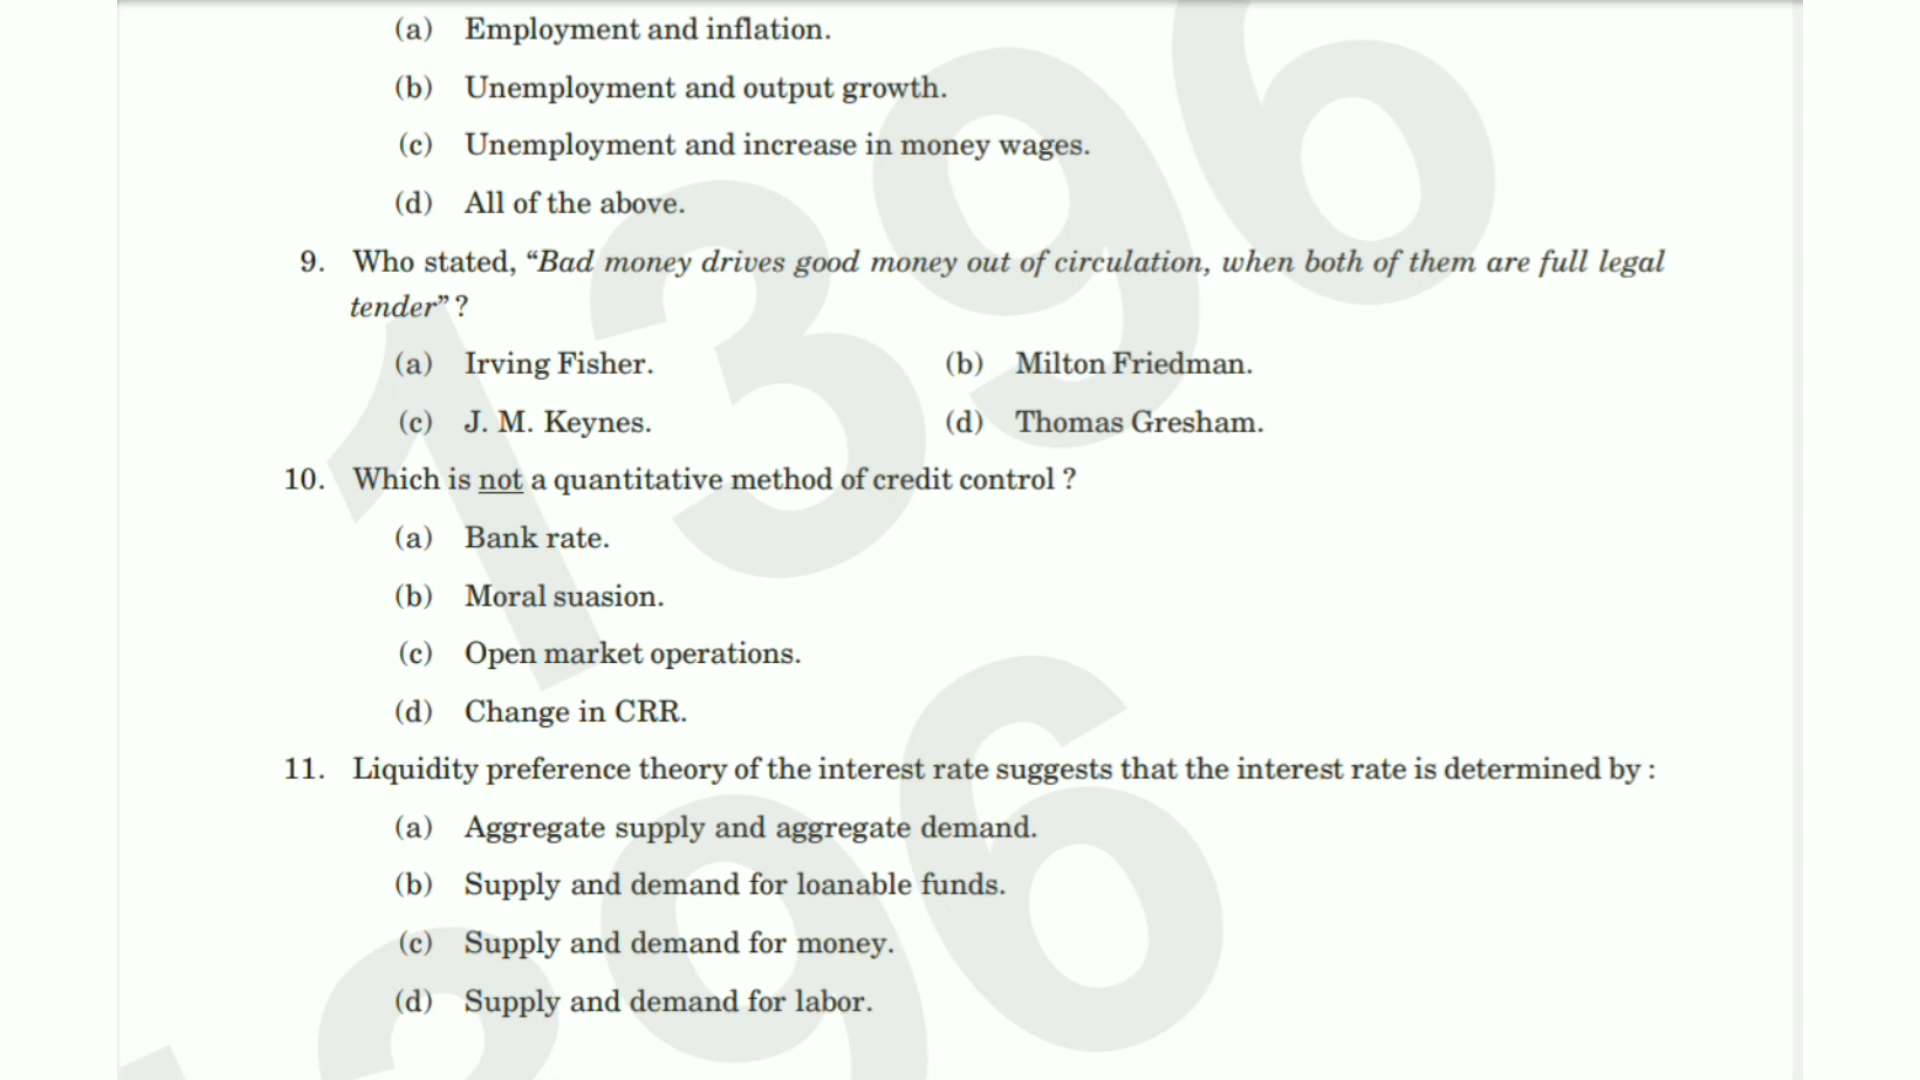 (a) Employment and inflation.
(b) Unemployment and output growth.
(c) Unemployment and increase in money wages.
(d) All of the above.
9. Who stated, “Bad money drives good money out of circulation, when both of them are full legal
tender” ?
(a) Irving Fisher. (b) Milton Friedman.
(c) J. M. Keynes. (d) Thomas Gresham.
10. Which is not a quantitative method of credit control ?
(a) Bank rate.
(b) Moral suasion.
(c) Open market operations.
(d) Change in CRR.
11. Liquidity preference theory of the interest rate suggests that the interest rate is determined by :
(a) Aggregate supply and aggregate demand.
(b) Supply and demand for loanable funds.
(c) Supply and demand for money.
(d) Supply and demand for labor.
1396
1396